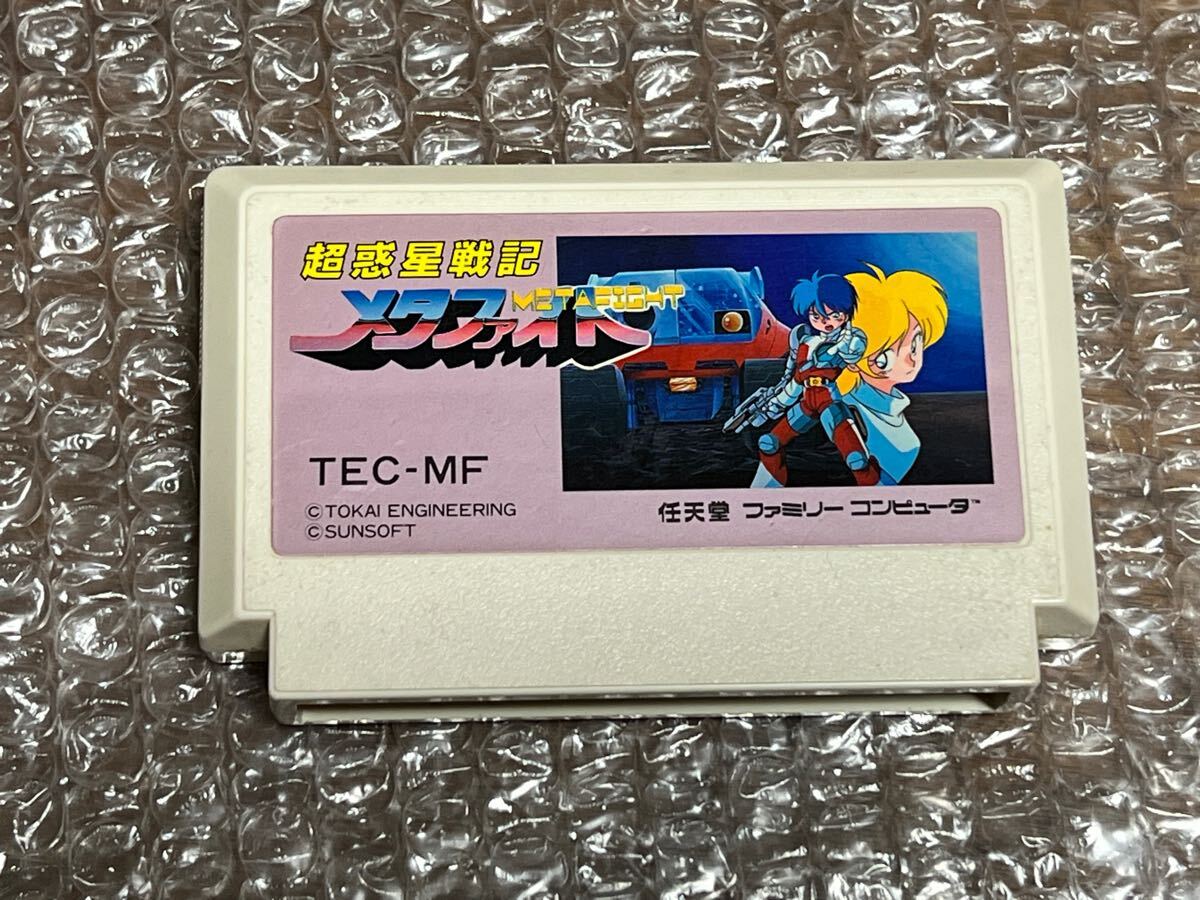 超惑星戦記
METAFIGHT
メタファイト
TEC-MF
©TOKAI ENGINEERING
©SUNSOFT
任天堂 ファミリー コンピュータ™